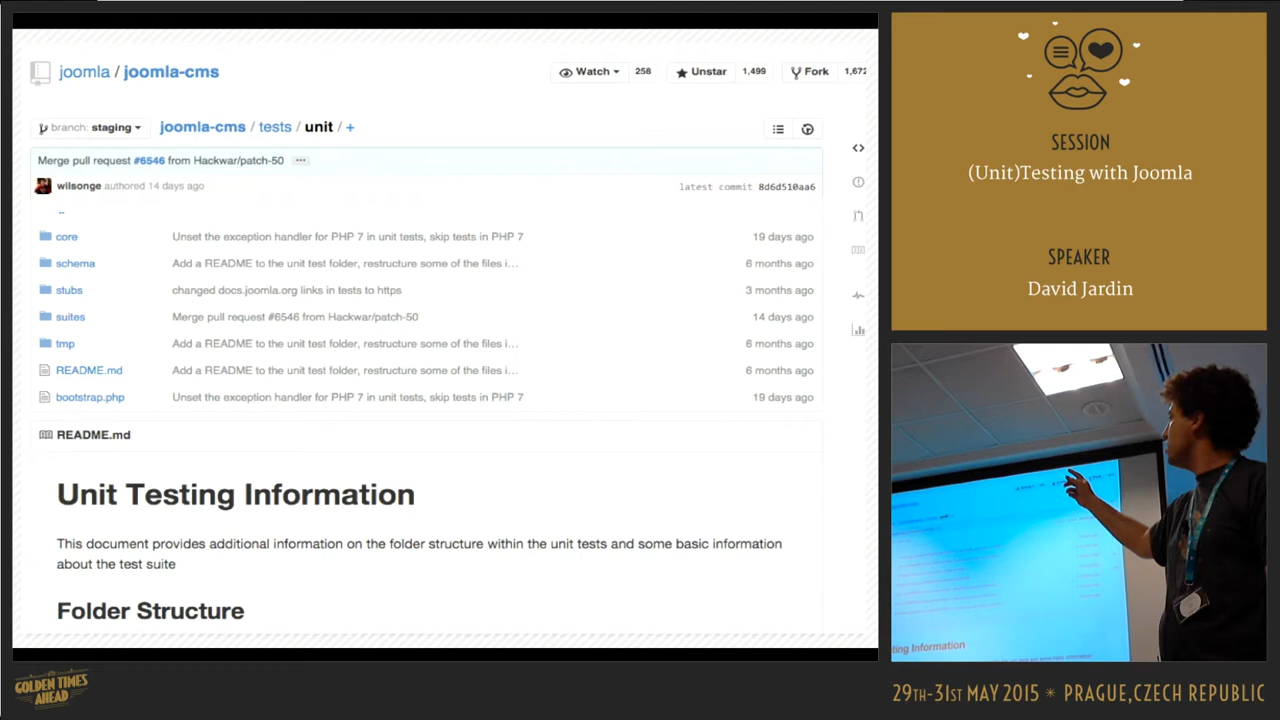 joomla / joomla-cms
Watch 258 Unstar 1,499 Fork 1,672
branch: staging joomla-cms / tests / unit / +
Merge pull request #6546 from Hackwar/patch-50 ...
wilsonge authored 14 days ago latest commit 8d6d510aa6
..
core Unset the exception handler for PHP 7 in unit tests, skip tests in PHP 7 19 days ago
schema Add a README to the unit test folder, restructure some of the files i… 6 months ago
stubs changed docs.joomla.org links in tests to https 3 months ago
suites Merge pull request #6546 from Hackwar/patch-50 14 days ago
tmp Add a README to the unit test folder, restructure some of the files i… 6 months ago
README.md Add a README to the unit test folder, restructure some of the files i… 6 months ago
bootstrap.php Unset the exception handler for PHP 7 in unit tests, skip tests in PHP 7 19 days ago
README.md
Unit Testing Information
This document provides additional information on the folder structure within the unit tests and some basic information
about the test suite
Folder Structure
SESSION
(Unit)Testing with Joomla
SPEAKER
David Jardin
ting Information
GOLDEN TIMES
AHEAD
29TH-31ST MAY 2015 * PRAGUE,CZECH REPUBLIC